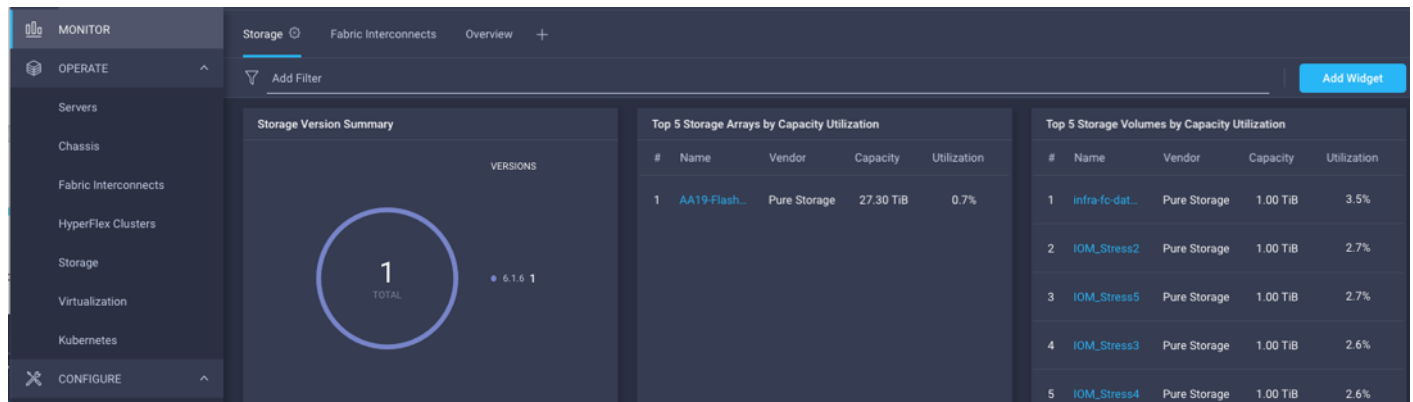 MONITOR
OPERATE
Servers
Chassis
Fabric Interconnects
HyperFlex Clusters
Storage
Virtualization
Kubernetes
CONFIGURE
Storage Fabric Interconnects Overview +
Add Filter
Add Widget
Storage Version Summary
VERSIONS
1
TOTAL
6.1.6 1
Top 5 Storage Arrays by Capacity Utilization
# Name Vendor Capacity Utilization
1 AA19-Flash... Pure Storage 27.30 TiB 0.7%
Top 5 Storage Volumes by Capacity Utilization
# Name Vendor Capacity Utilization
1 infra-fc-dat... Pure Storage 1.00 TiB 3.5%
2 IOM_Stress2 Pure Storage 1.00 TiB 2.7%
3 IOM_Stress5 Pure Storage 1.00 TiB 2.7%
4 IOM_Stress3 Pure Storage 1.00 TiB 2.6%
5 IOM_Stress4 Pure Storage 1.00 TiB 2.6%